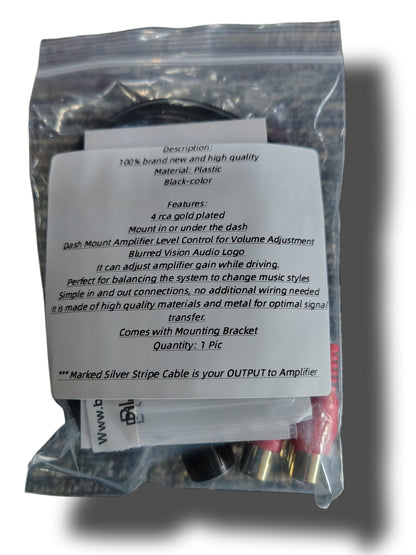 Description:
100% brand new and high quality
Material: Plastic
Black-color
Features:
4 rca gold plated
Mount in or under the dash
Dash Mount Amplifier Level Control for Volume Adjustment
Blurred Vision Audio Logo
It can adjust amplifier gain while driving.
Perfect for balancing the system to change music styles
Simple in and out connections, no additional wiring needed
It is made of high quality materials and metal for optimal signal
transfer.
Comes with Mounting Bracket
Quantity: 1 Pic
*** Marked Silver Stripe Cable is your OUTPUT to Amplifier
www.b